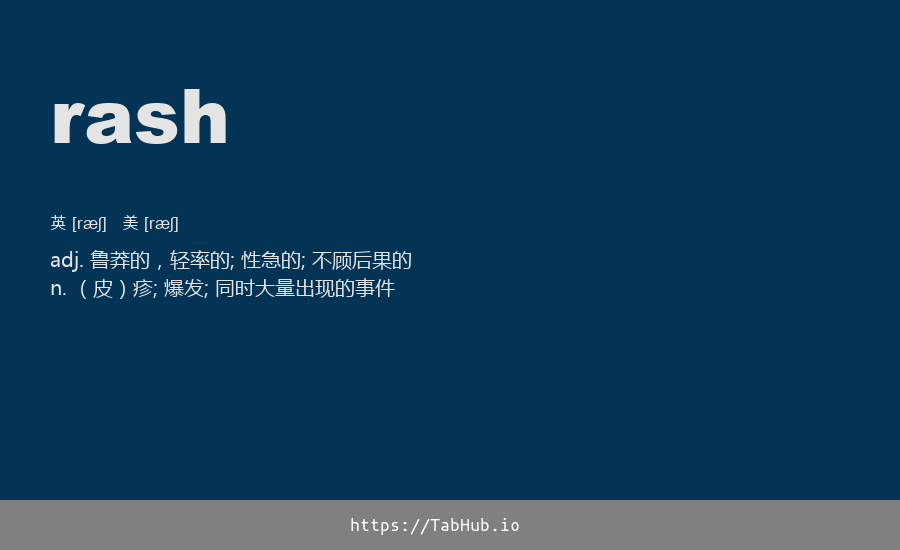 rash
英 [ræʃ] 美 [ræʃ]
adj. 鲁莽的，轻率的; 性急的; 不顾后果的
n. （皮）疹; 爆发; 同时大量出现的事件
https://TabHub.io